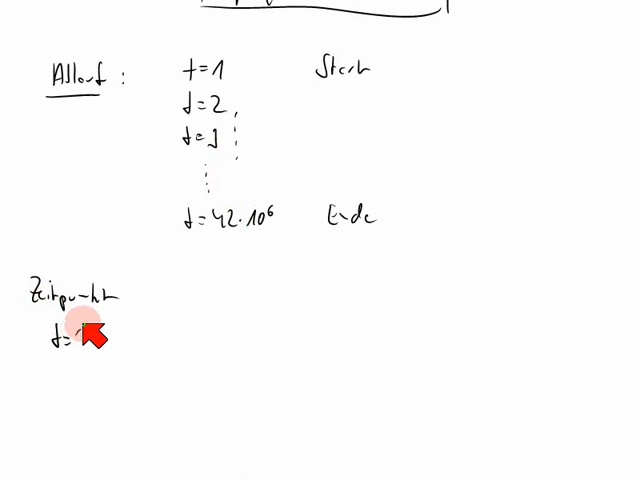 Ablauf : t=1 Start
t=2
t=3
t=42·10⁶ Ende
Zeitpunkt
t=